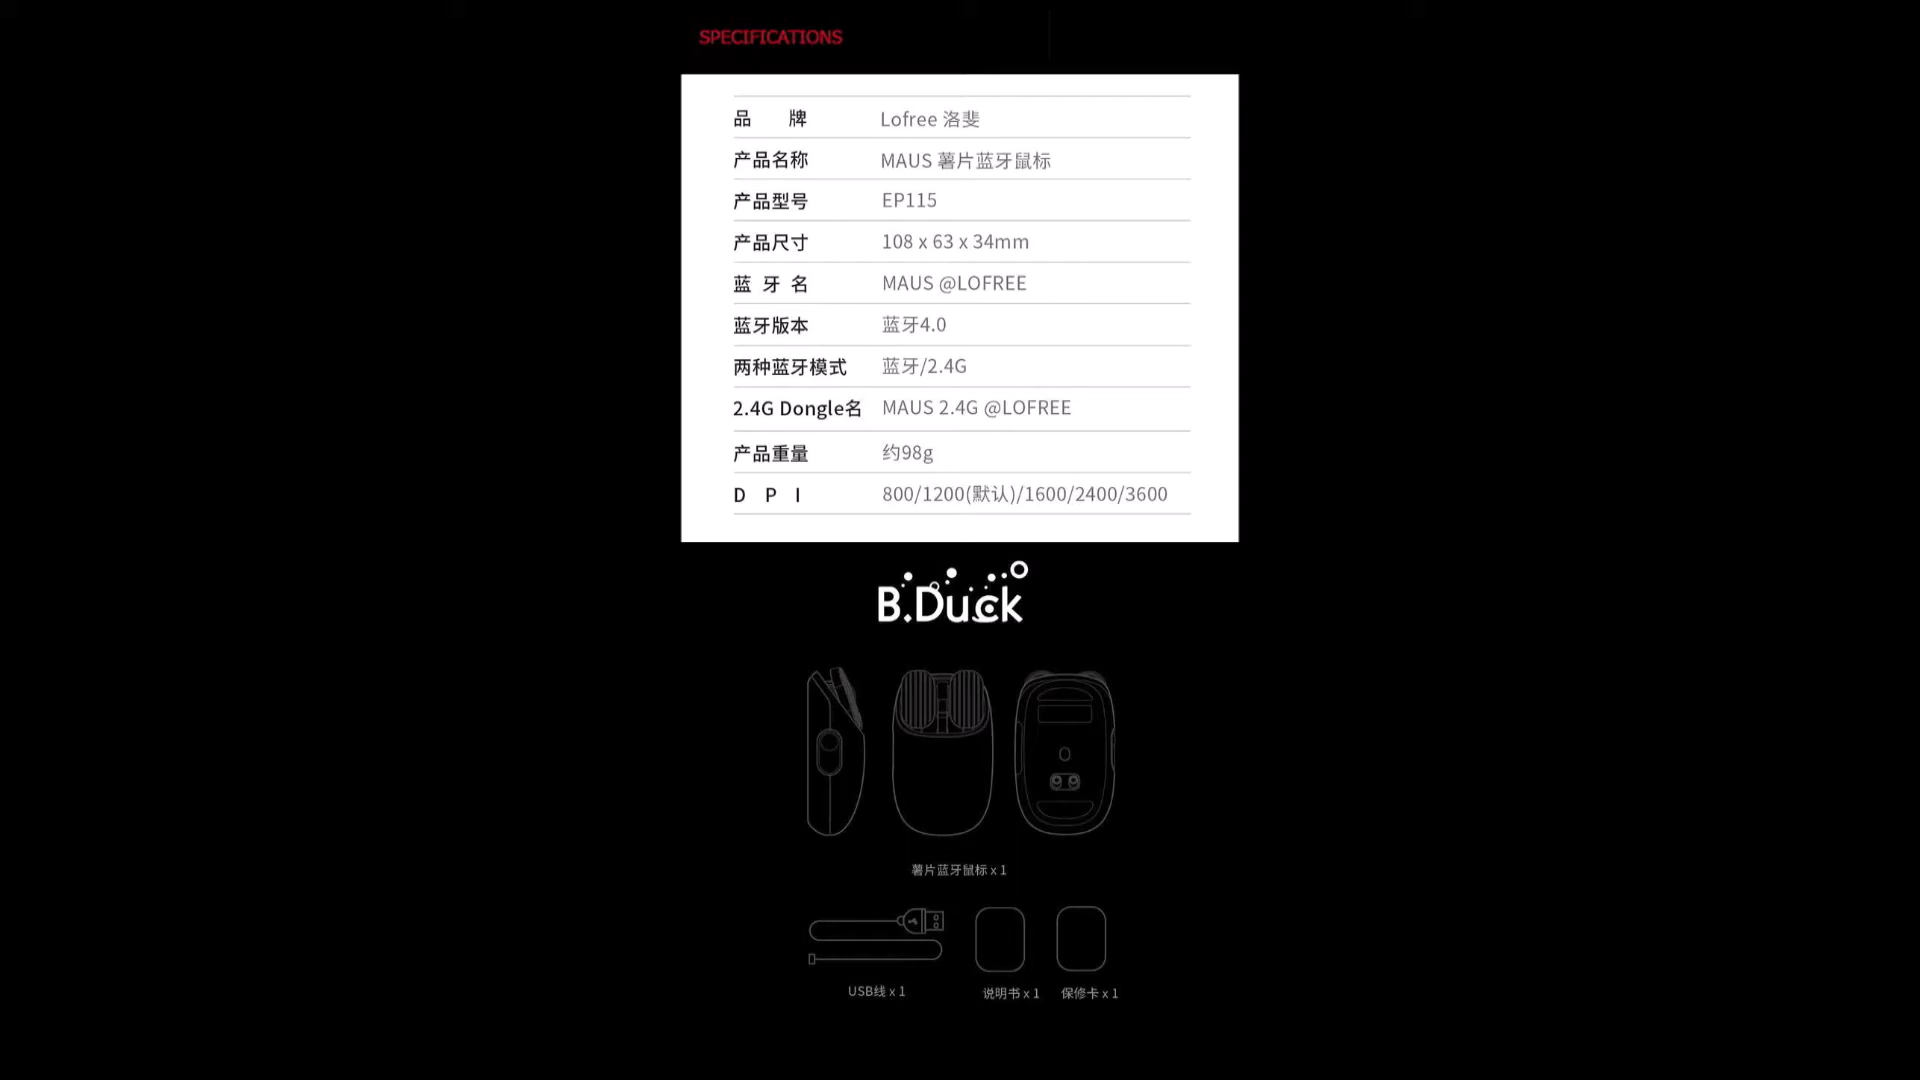 SPECIFICATIONS
品 牌 Lofree 洛斐
产品名称 MAUS 薯片蓝牙鼠标
产品型号 EP115
产品尺寸 108 x 63 x 34mm
蓝 牙 名 MAUS @LOFREE
蓝牙版本 蓝牙4.0
两种蓝牙模式 蓝牙/2.4G
2.4G Dongle名 MAUS 2.4G @LOFREE
产品重量 约98g
D P I 800/1200(默认)/1600/2400/3600
B.Duck
薯片蓝牙鼠标 x 1
USB线 x 1 说明书 x 1 保修卡 x 1